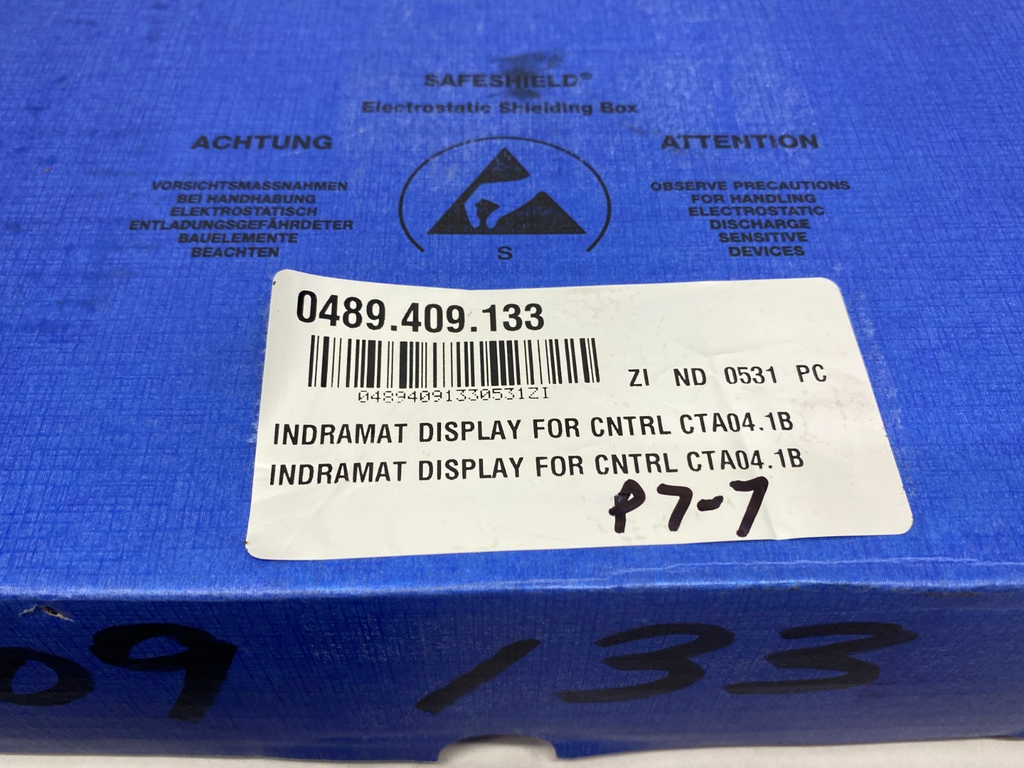 SAFESHIELD®
Electrostatic Shielding Box
ACHTUNG
VORSICHTSMASSNAHMEN
BEI HANDHABUNG
ELEKTROSTATISCH
ENTLADUNGSGEFÄHRDETER
BAUELEMENTE
BEACHTEN
S
ATTENTION
OBSERVE PRECAUTIONS
FOR HANDLING
ELECTROSTATIC
DISCHARGE
SENSITIVE
DEVICES
0489.409.133
04894091330531ZI
ZI ND 0531 PC
INDRAMAT DISPLAY FOR CNTRL CTA04.1B
INDRAMAT DISPLAY FOR CNTRL CTA04.1B
P7-7
09 133